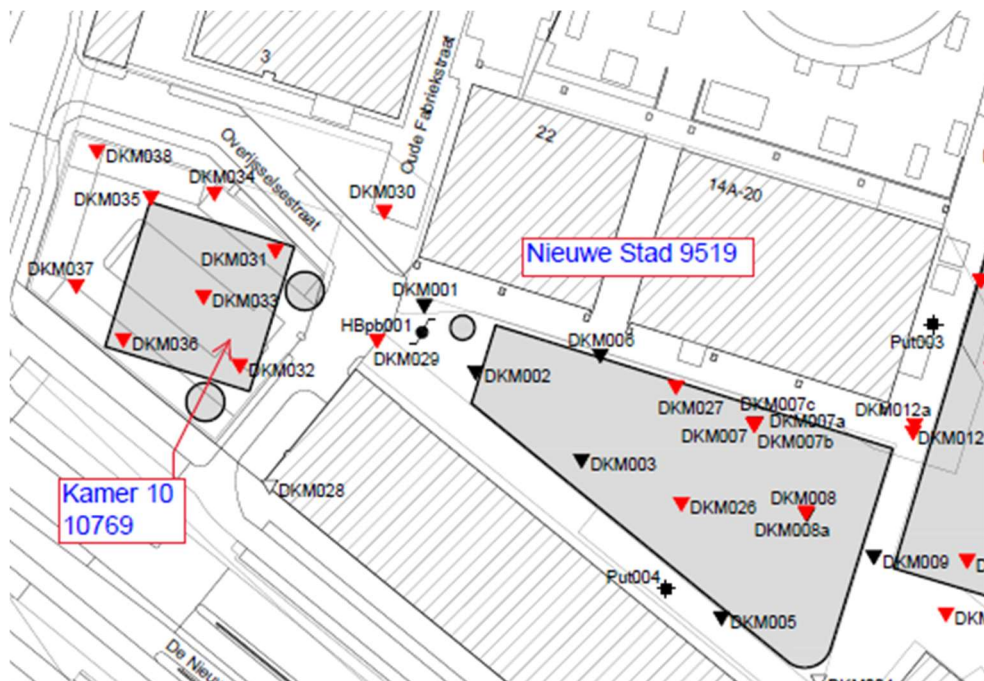 3
Oude Fabriekstraat
22
14A-20
Overijsselsestraat
DKM038
DKM034
DKM035
DKM030
Nieuwe Stad 9519
DKM031
DKM037
DKM033
DKM001
HBpb001
DKM029
DKM006
Put003
DKM036
DKM032
DKM002
DKM027
DKM007c
DKM007a
DKM007
DKM007b
DKM012a
DKM012
DKM003
Kamer 10
10769
DKM028
DKM026
DKM008
DKM008a
DKM009
Put004
DKM005
De Nieu